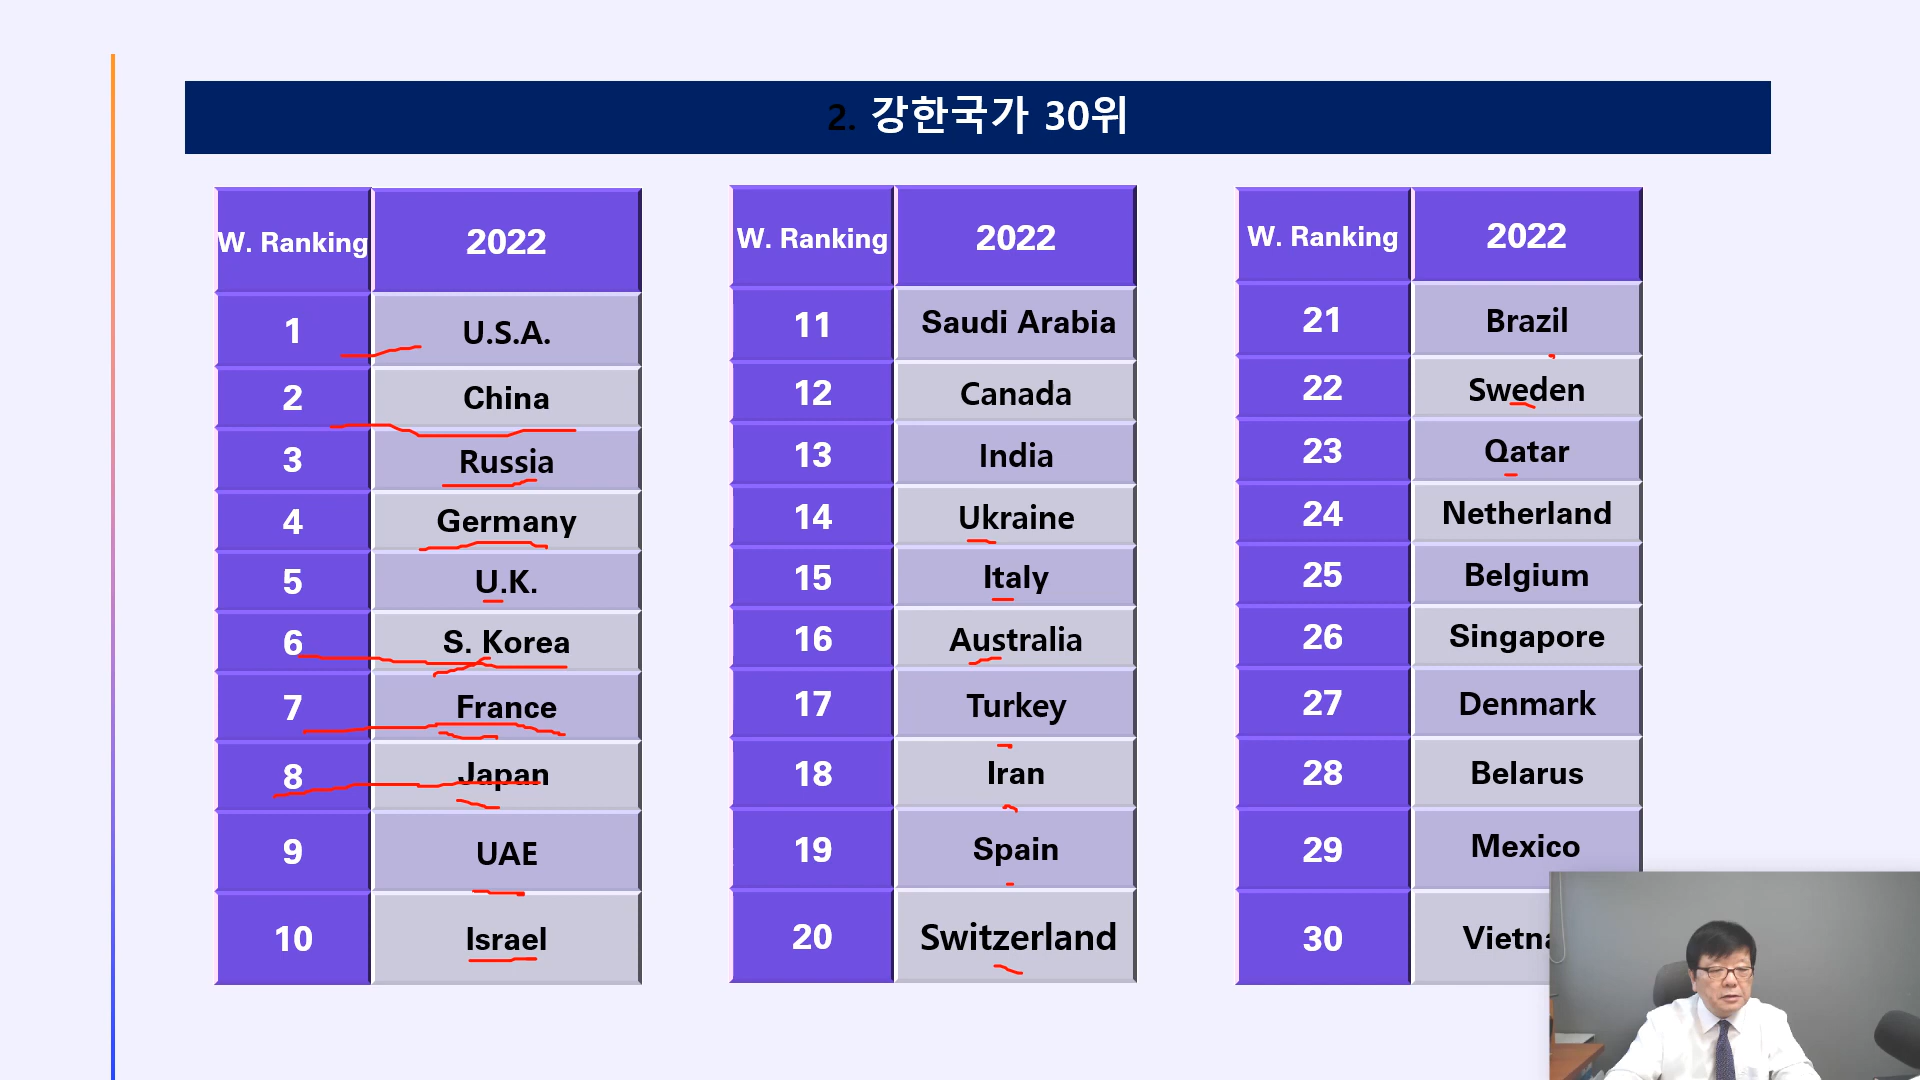 2. 강한국가 30위
W. Ranking 2022
1 U.S.A.
2 China
3 Russia
4 Germany
5 U.K.
6 S. Korea
7 France
8 Japan
9 UAE
10 Israel
W. Ranking 2022
11 Saudi Arabia
12 Canada
13 India
14 Ukraine
15 Italy
16 Australia
17 Turkey
18 Iran
19 Spain
20 Switzerland
W. Ranking 2022
21 Brazil
22 Sweden
23 Qatar
24 Netherland
25 Belgium
26 Singapore
27 Denmark
28 Belarus
29 Mexico
30